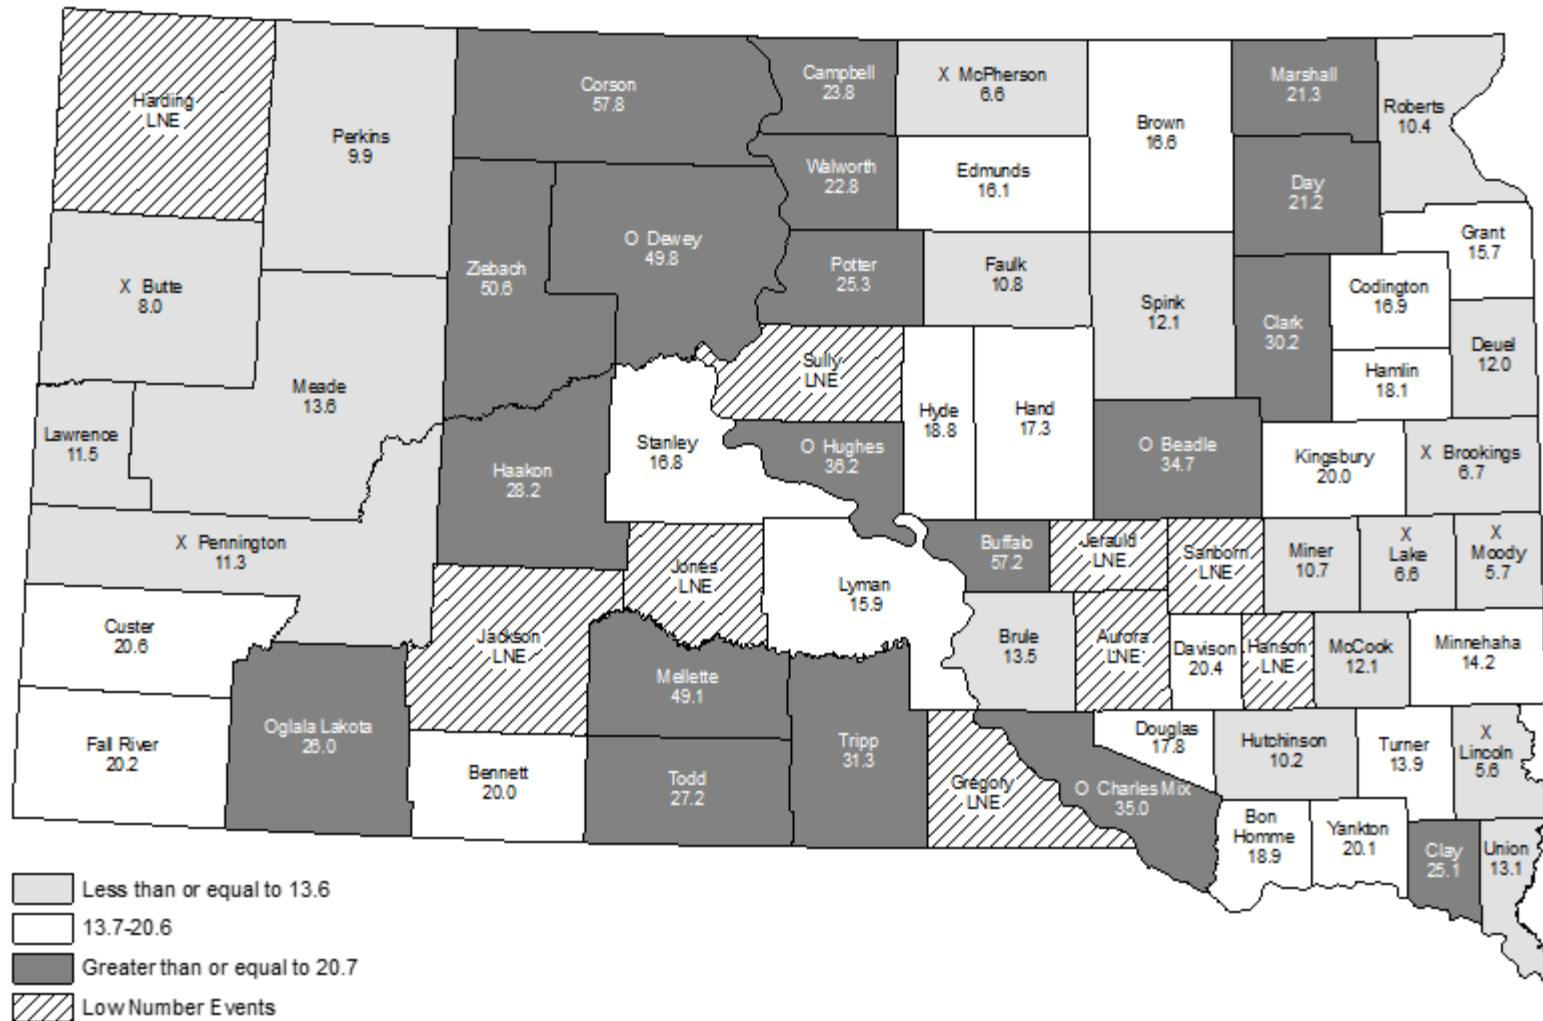 Harding
LNE
Perkins
9.9
Corson
57.8
Campbell
23.8
X McPherson
6.6
Brown
16.6
Marshall
21.3
Roberts
10.4
Walworth
22.8
Edmunds
16.1
Day
21.2
Grant
15.7
X Butte
8.0
Ziebach
50.6
O Dewey
49.8
Potter
25.3
Faulk
10.8
Spink
12.1
Clark
30.2
Codington
16.9
Deuel
12.0
Meade
13.6
Sully
LNE
Hamlin
18.1
Lawrence
11.5
Haakon
28.2
Stanley
16.8
O Hughes
36.2
Hyde
18.8
Hand
17.3
O Beadle
34.7
Kingsbury
20.0
X Brookings
6.7
X Pennington
11.3
Jones
LNE
Lyman
15.9
Buffalo
57.2
Jerauld
LNE
Sanborn
LNE
Miner
10.7
X
Lake
6.6
X
Moody
5.7
Custer
20.6
Jackson
LNE
Mellette
49.1
Brule
13.5
Aurora
LNE
Davison
20.4
Hanson
LNE
McCook
12.1
Minnehaha
14.2
Fall River
20.2
Oglala Lakota
26.0
Bennett
20.0
Todd
27.2
Tripp
31.3
Gregory
LNE
O Charles Mix
35.0
Douglas
17.8
Hutchinson
10.2
Turner
13.9
X
Lincoln
5.6
Bon
Homme
18.9
Yankton
20.1
Clay
25.1
Union
13.1
Less than or equal to 13.6
13.7-20.6
Greater than or equal to 20.7
Low Number Events